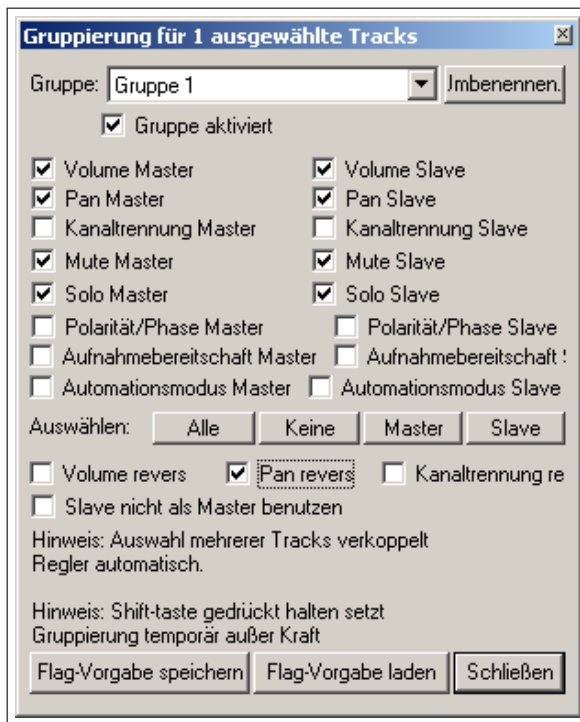 Gruppierung für 1 ausgewählte Tracks
Gruppe: Gruppe 1 Jmbenennen.
Gruppe aktiviert
Volume Master Volume Slave
Pan Master Pan Slave
Kanaltrennung Master Kanaltrennung Slave
Mute Master Mute Slave
Solo Master Solo Slave
Polarität/Phase Master Polarität/Phase Slave
Aufnahmebereitschaft Master Aufnahmebereitschaft S
Automationsmodus Master Automationsmodus Slave
Auswählen: Alle Keine Master Slave
Volume revers Pan revers Kanaltrennung re
Slave nicht als Master benutzen
Hinweis: Auswahl mehrerer Tracks verkoppelt
Regler automatisch.
Hinweis: Shift-taste gedrückt halten setzt
Gruppierung temporär außer Kraft
Flag-Vorgabe speichern Flag-Vorgabe laden Schließen